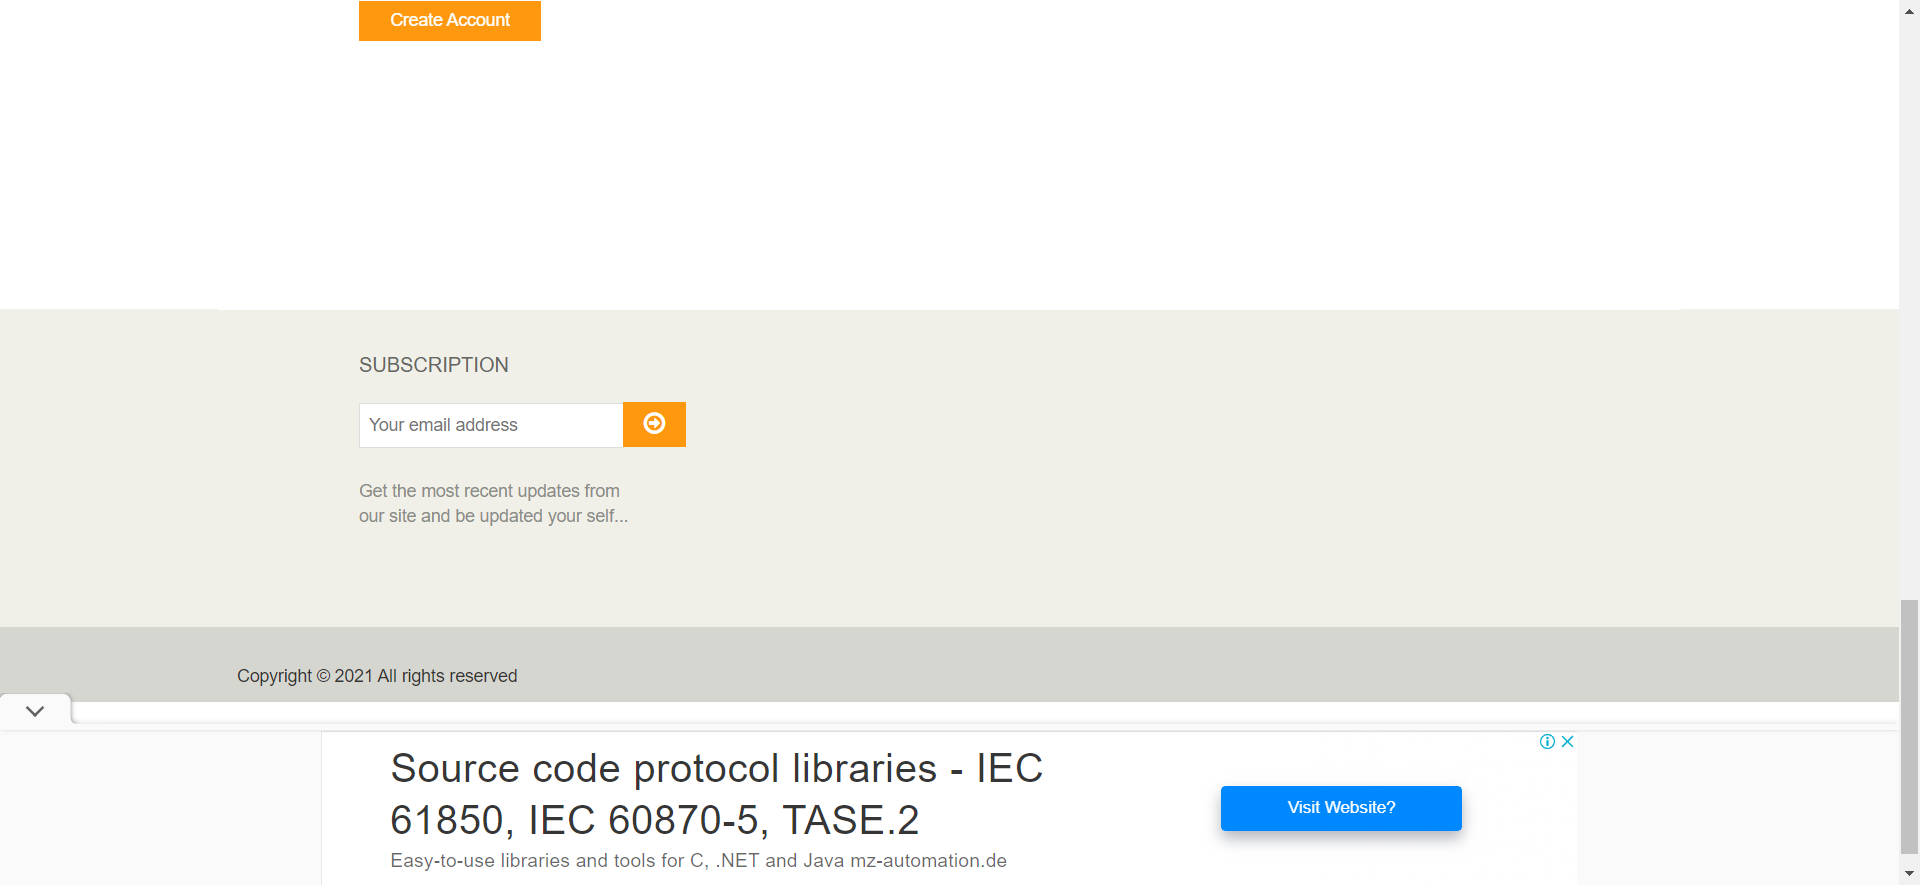 Create Account
SUBSCRIPTION
Your email address
Get the most recent updates from
our site and be updated your self...
Copyright © 2021 All rights reserved
Source code protocol libraries - IEC
61850, IEC 60870-5, TASE.2
Easy-to-use libraries and tools for C, .NET and Java mz-automation.de
Visit Website?